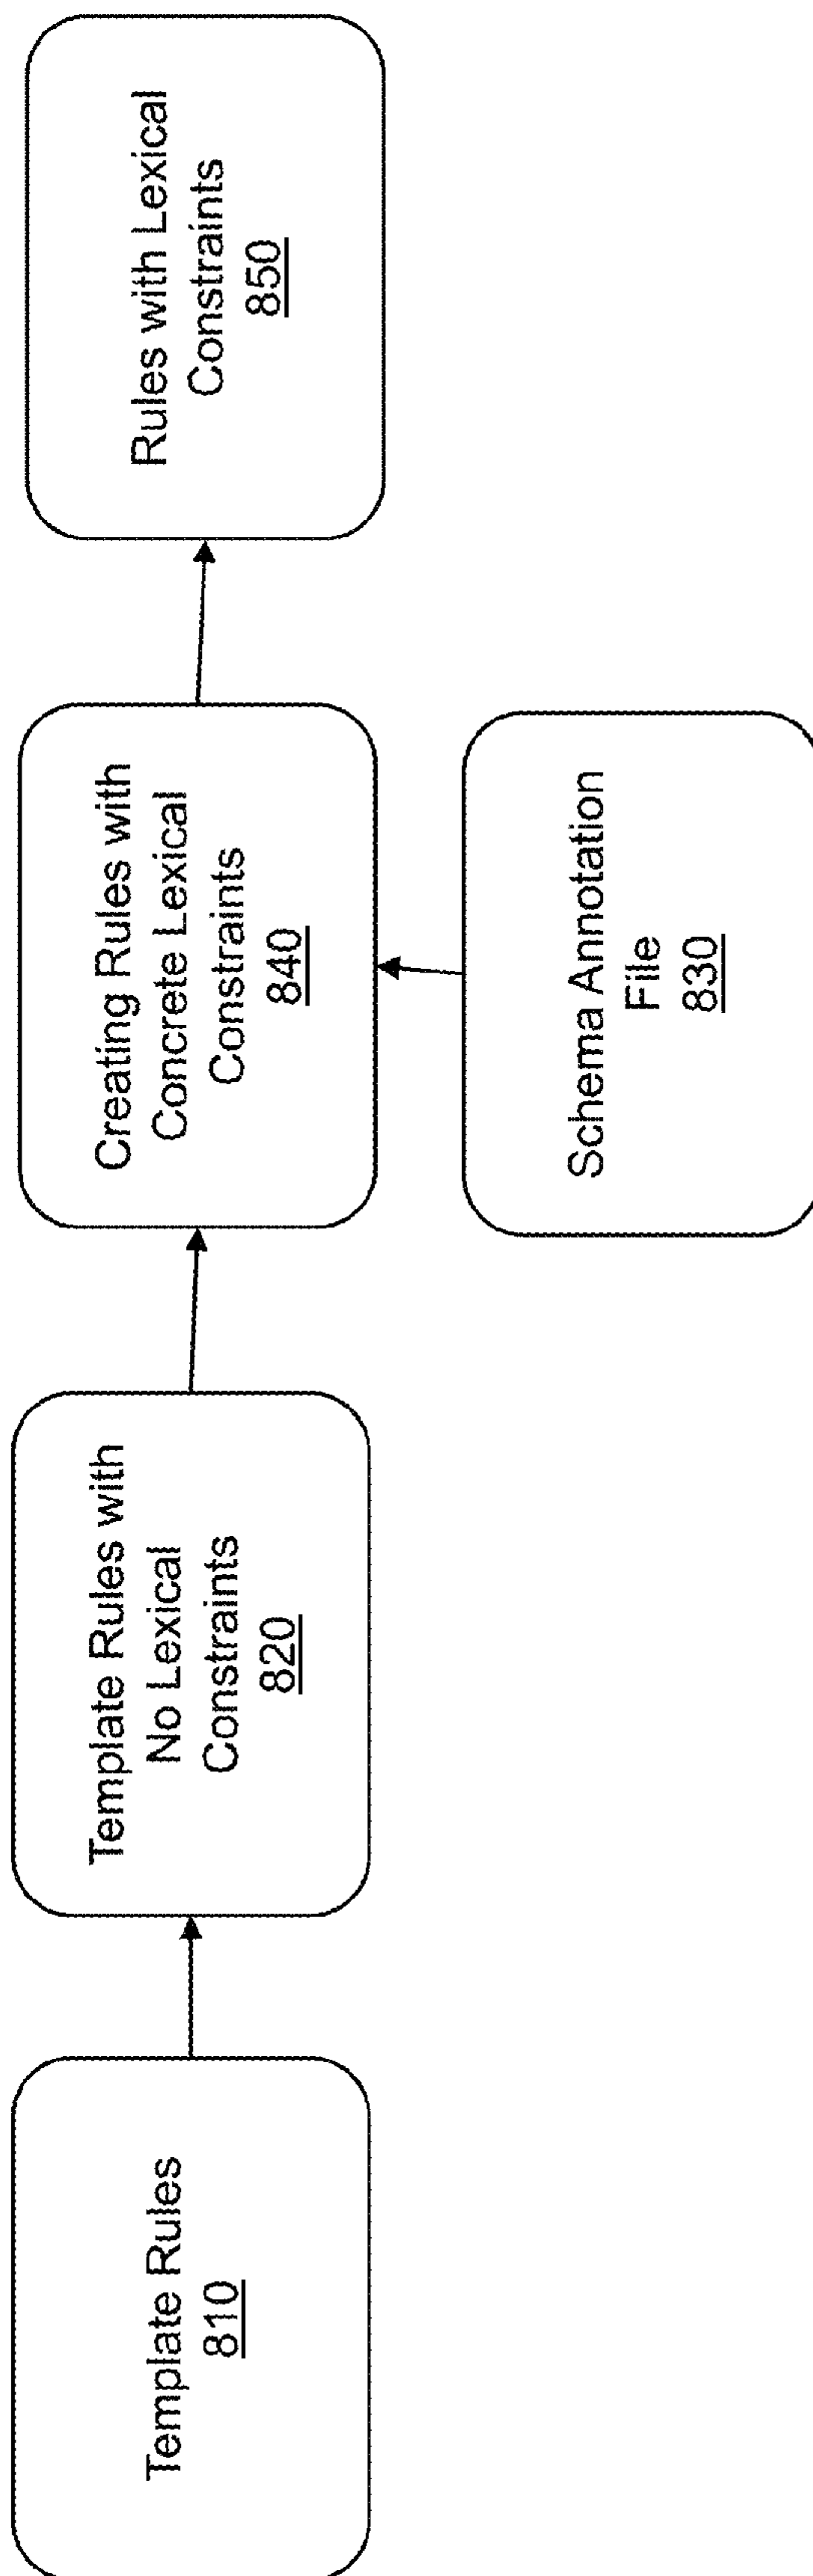 Template Rules
810
Template Rules with
No Lexical
Constraints
820
Creating Rules with
Concrete Lexical
Constraints
840
Rules with Lexical
Constraints
850
Schema Annotation
File
830